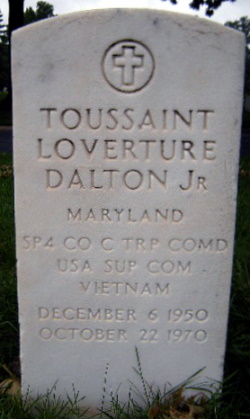 TOUSSAINT
LOVERTURE
DALTON JR
MARYLAND
SP4 CO C TRP COMD
USA SUP COM
VIETNAM
DECEMBER 6 1950
OCTOBER 22 1970